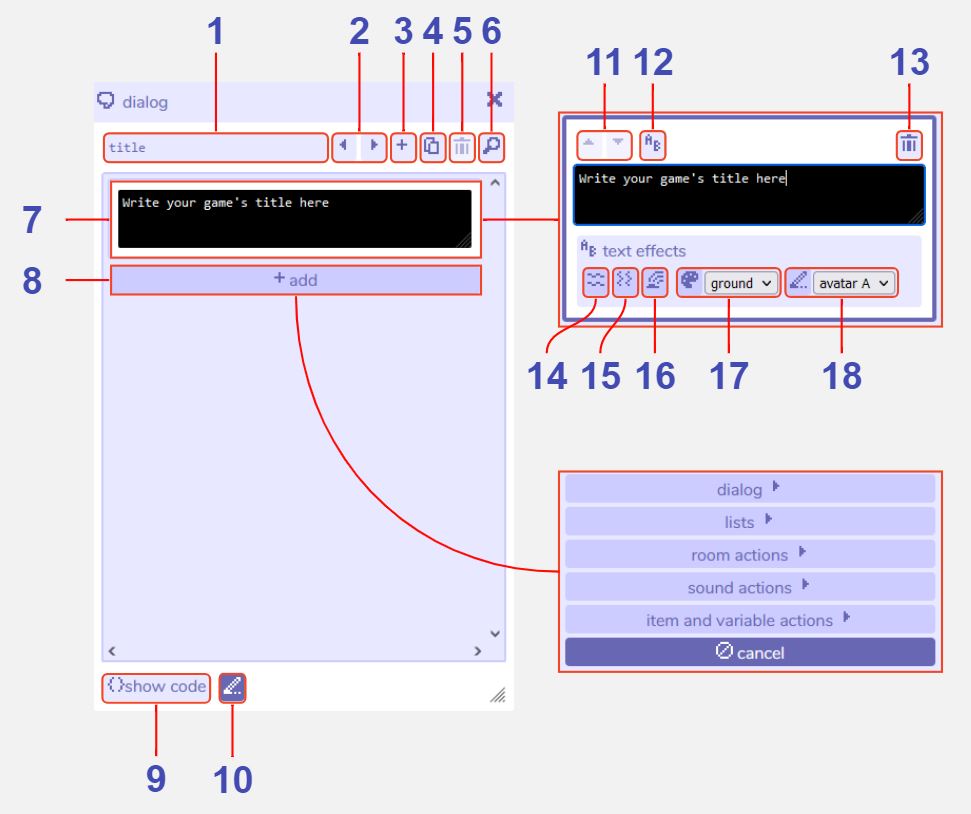 1 2 3 4 5 6
dialog
title
7
Write your game's title here
8
+ add
{}show code
9 10
11 12 13
Write your game's title here
AB text effects
ground avatar A
14 15 16 17 18
dialog
lists
room actions
sound actions
item and variable actions
cancel